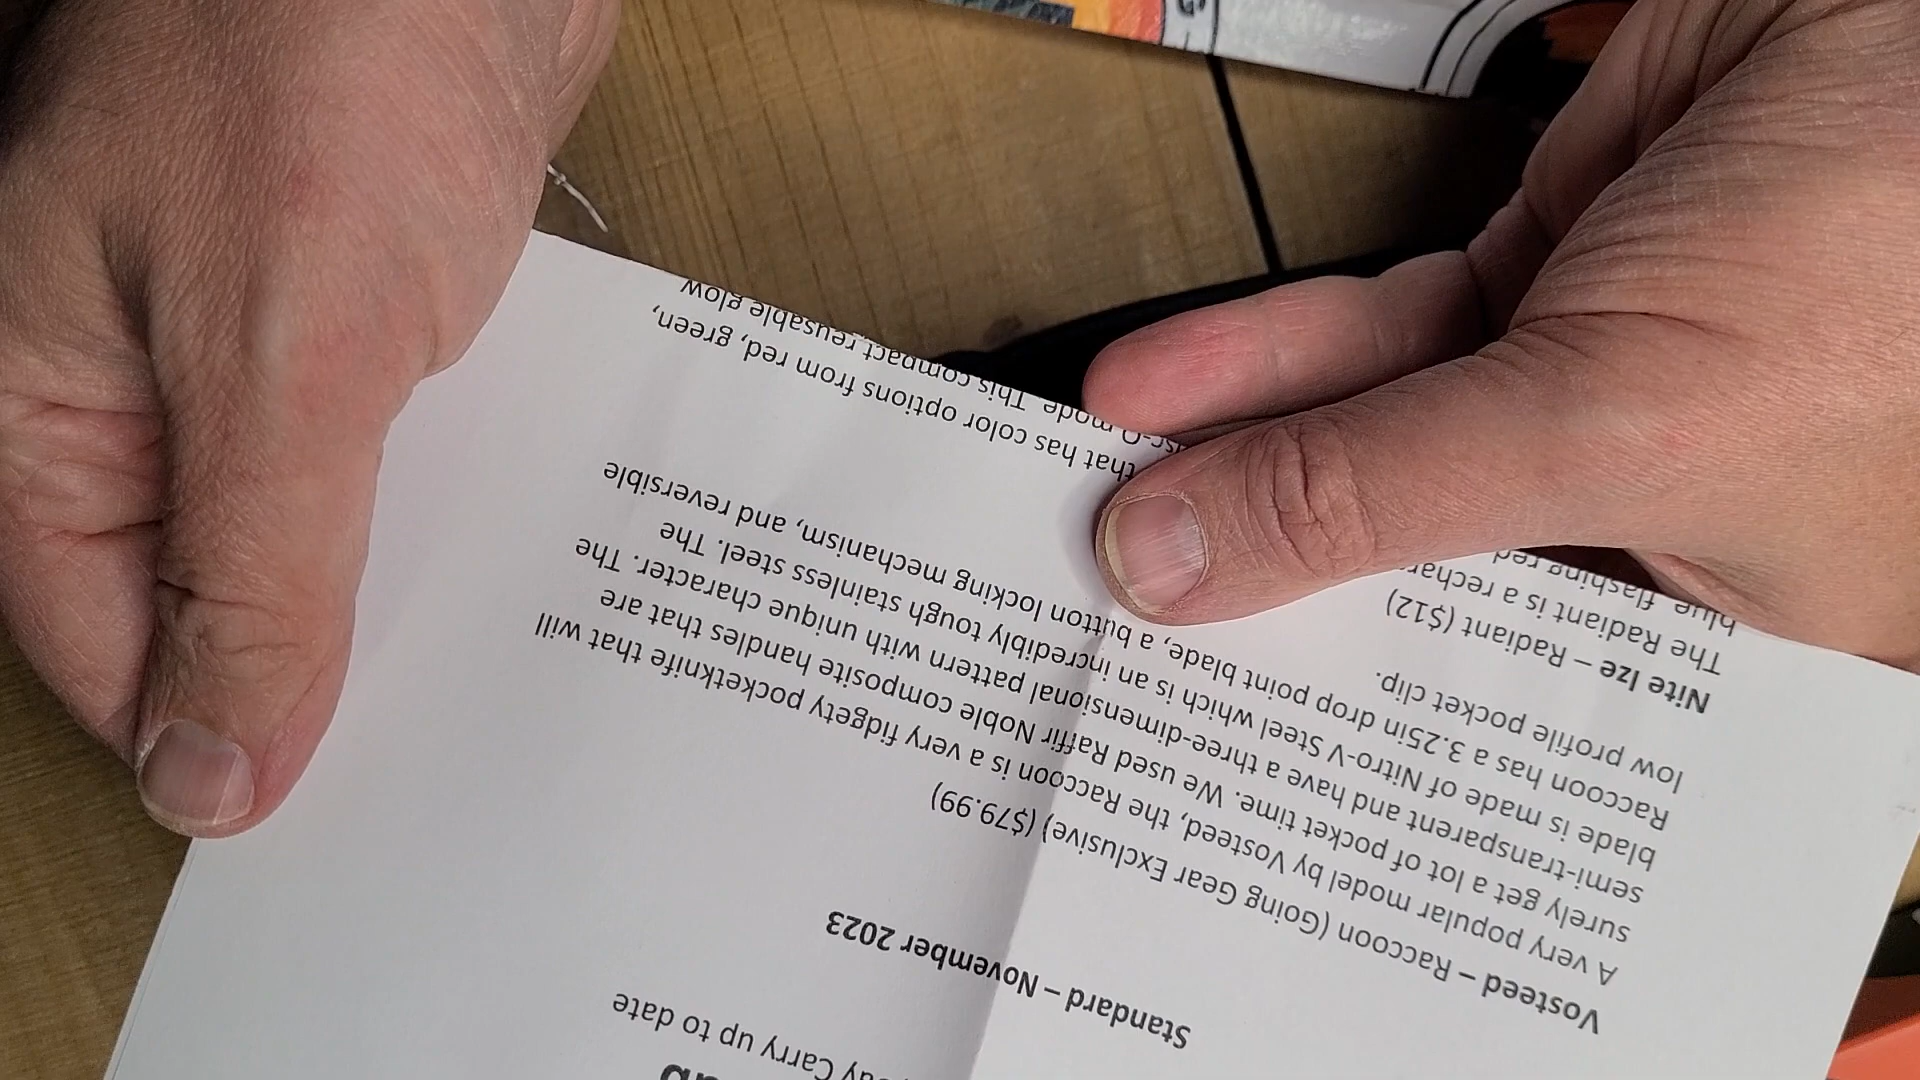 Carry up to date
Standard – November 2023
Vosteed – Raccoon (Going Gear Exclusive) ($79.99)
A very popular model by Vosteed, the Raccoon is a very fidgety pocketknife that will
surely get a lot of pocket time. We used Raffir Noble composite handles that are
semi-transparent and have a three-dimensional pattern with unique character. The
blade is made of Nitro-V Steel which is an incredibly tough stainless steel. The
Raccoon has a 3.25in drop point blade, a button locking mechanism, and reversible
low profile pocket clip.
Nite Ize – Radiant ($12)
The Radiant is a that has color options from red, green,
blue, flashing red mode. This compact reusable glow